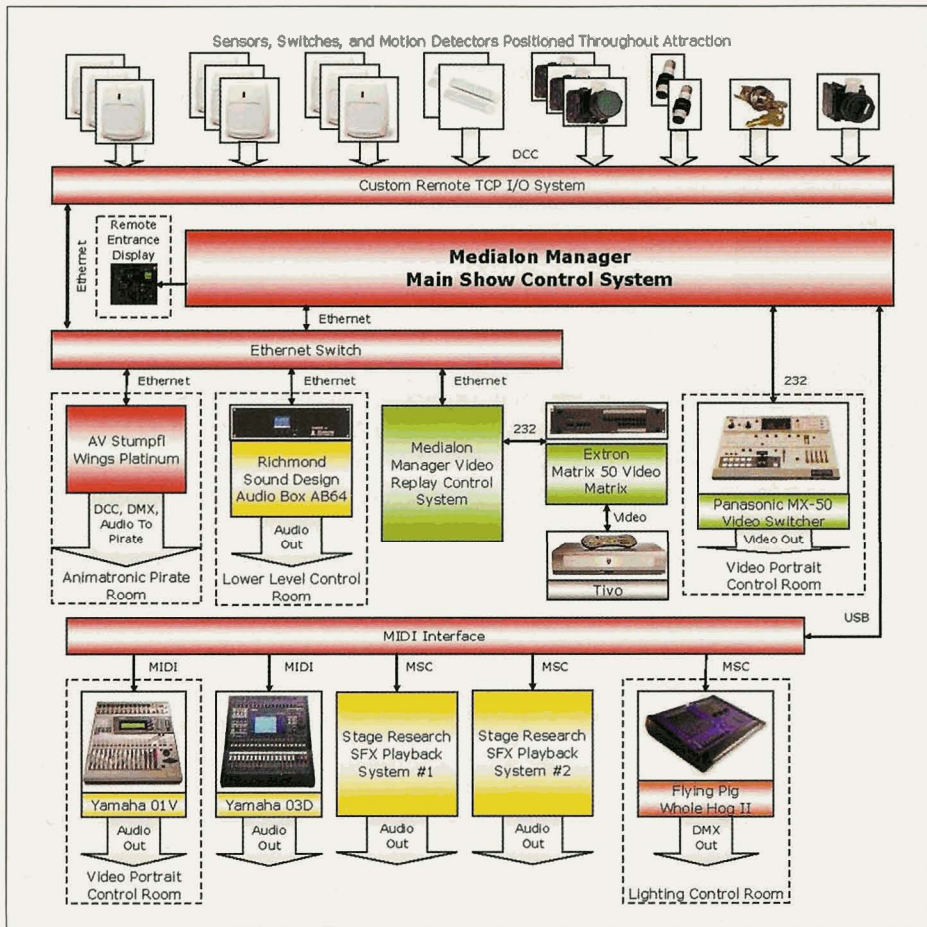 Sensors, Switches, and Motion Detectors Positioned Throughout Attraction
DCC
Custom Remote TCP I/O System
Ethernet
Remote
Entrance
Display
Medialon Manager
Main Show Control System
Ethernet
Ethernet Switch
Ethernet
Ethernet
Ethernet
232
AV Stumpfl
Wings Platinum
DCC, DMX,
Audio To
Pirate
Animatronic Pirate
Room
Richmond
Sound Design
Audio Box AB64
Audio
Out
Lower Level Control
Room
Medialon
Manager Video
Replay Control
System
232
Extron
Matrix 50 Video
Matrix
Video
Tivo
Panasonic MX-50
Video Switcher
Video Out
Video Portrait
Control Room
USB
MIDI Interface
MIDI
MIDI
MSC
MSC
MSC
Yamaha 01V
Audio
Out
Video Portrait
Control Room
Yamaha 03D
Audio
Out
Stage Research
SFX Playback
System #1
Audio
Out
Stage Research
SFX Playback
System #2
Audio
Out
Flying Pig
Whole Hog II
DMX
Out
Lighting Control Room